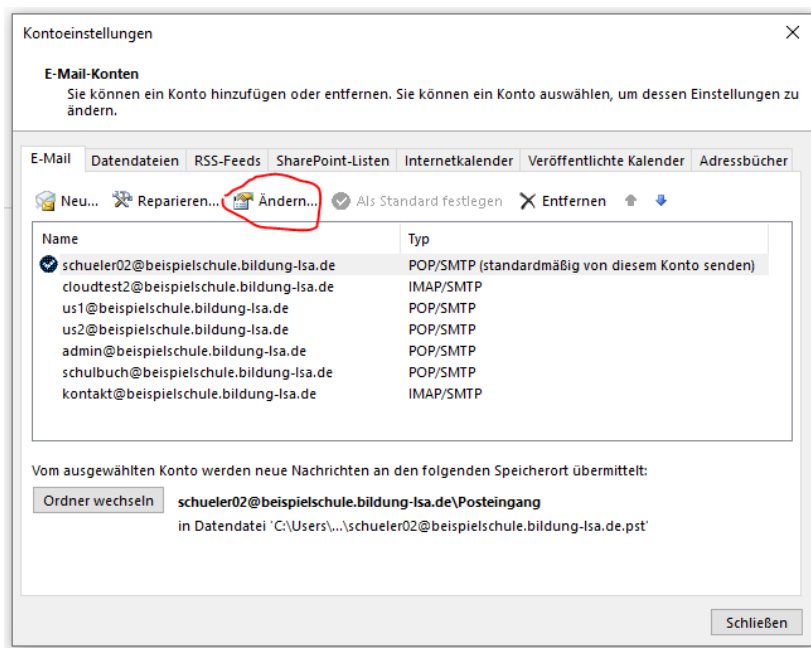 Kontoeinstellungen
E-Mail-Konten
Sie können ein Konto hinzufügen oder entfernen. Sie können ein Konto auswählen, um dessen Einstellungen zu
ändern.
E-Mail Datendateien RSS-Feeds SharePoint-Listen Internetkalender Veröffentlichte Kalender Adressbücher
Neu... Reparieren... Ändern... Als Standard festlegen Entfernen
Name Typ
schueler02@beispielschule.bildung-lsa.de POP/SMTP (standardmäßig von diesem Konto senden)
cloudtest2@beispielschule.bildung-lsa.de IMAP/SMTP
us1@beispielschule.bildung-lsa.de POP/SMTP
us2@beispielschule.bildung-lsa.de POP/SMTP
admin@beispielschule.bildung-lsa.de POP/SMTP
schulbuch@beispielschule.bildung-lsa.de POP/SMTP
kontakt@beispielschule.bildung-lsa.de IMAP/SMTP
Vom ausgewählten Konto werden neue Nachrichten an den folgenden Speicherort übermittelt:
Ordner wechseln schueler02@beispielschule.bildung-lsa.de\Posteingang
in Datendatei 'C:\Users\...\schueler02@beispielschule.bildung-lsa.de.pst'
Schließen